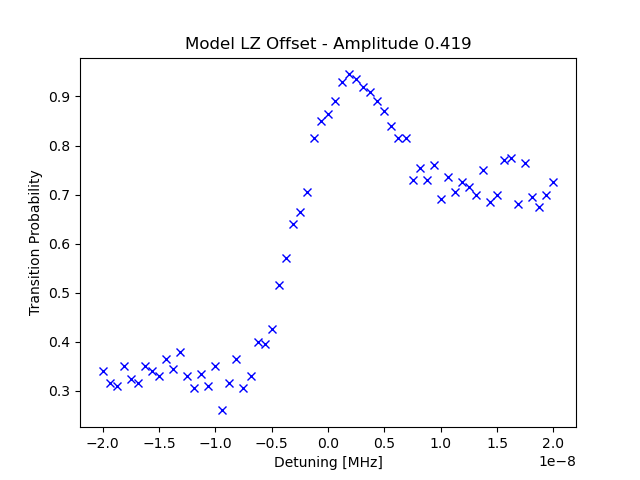 Model LZ Offset - Amplitude 0.419
Transition Probability
0.9
0.8
0.7
0.6
0.5
0.4
0.3
−2.0 −1.5 −1.0 −0.5 0.0 0.5 1.0 1.5 2.0
Detuning [MHz]
1e−8